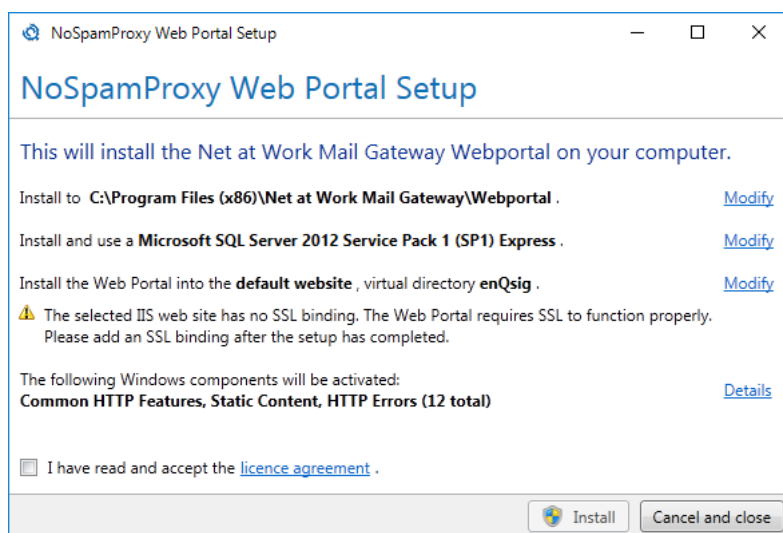 NoSpamProxy Web Portal Setup
NoSpamProxy Web Portal Setup
This will install the Net at Work Mail Gateway Webportal on your computer.
Install to C:\Program Files (x86)\Net at Work Mail Gateway\Webportal . Modify
Install and use a Microsoft SQL Server 2012 Service Pack 1 (SP1) Express . Modify
Install the Web Portal into the default website , virtual directory enQsig . Modify
The selected IIS web site has no SSL binding. The Web Portal requires SSL to function properly.
Please add an SSL binding after the setup has completed.
The following Windows components will be activated:
Common HTTP Features, Static Content, HTTP Errors (12 total) Details
I have read and accept the licence agreement .
Install Cancel and close